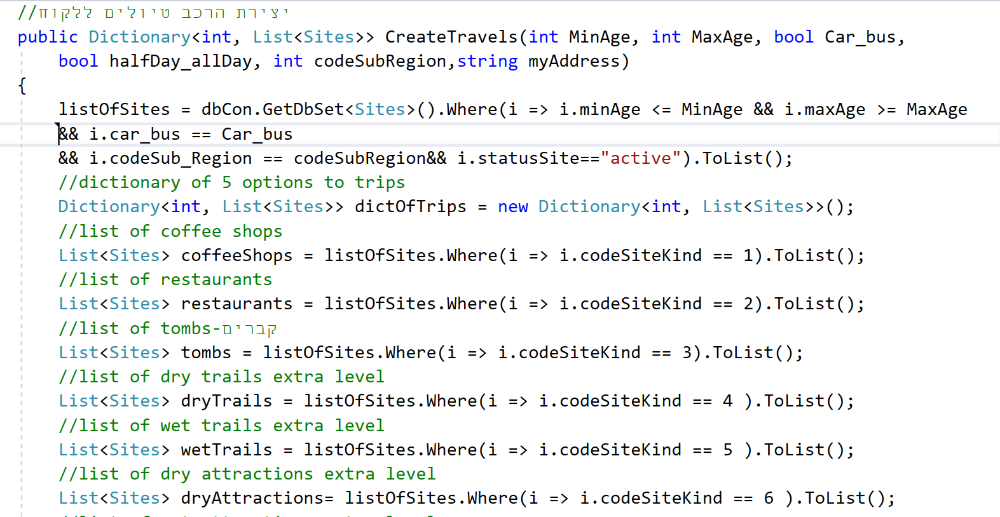 //יצירת הרכב טיולים ללקוח
public Dictionary<int, List<Sites>> CreateTravels(int MinAge, int MaxAge, bool Car_bus,
bool halfDay_allDay, int codeSubRegion,string myAddress)
{
listOfSites = dbCon.GetDbSet<Sites>().Where(i => i.minAge <= MinAge && i.maxAge >= MaxAge
&& i.car_bus == Car_bus
&& i.codeSub_Region == codeSubRegion&& i.statusSite=="active").ToList();
//dictionary of 5 options to trips
Dictionary<int, List<Sites>> dictOfTrips = new Dictionary<int, List<Sites>>();
//list of coffee shops
List<Sites> coffeeShops = listOfSites.Where(i => i.codeSiteKind == 1).ToList();
//list of restaurants
List<Sites> restaurants = listOfSites.Where(i => i.codeSiteKind == 2).ToList();
//list of tombs-קברים
List<Sites> tombs = listOfSites.Where(i => i.codeSiteKind == 3).ToList();
//list of dry trails extra level
List<Sites> dryTrails = listOfSites.Where(i => i.codeSiteKind == 4 ).ToList();
//list of wet trails extra level
List<Sites> wetTrails = listOfSites.Where(i => i.codeSiteKind == 5 ).ToList();
//list of dry attractions extra level
List<Sites> dryAttractions= listOfSites.Where(i => i.codeSiteKind == 6 ).ToList();